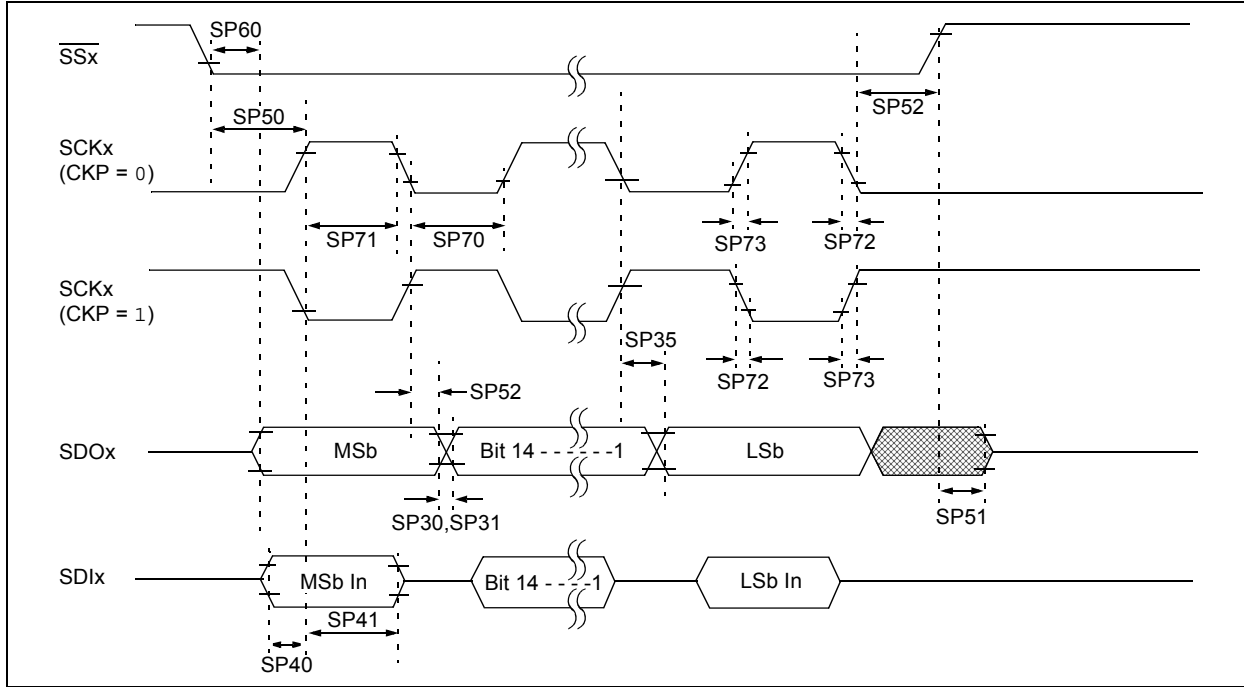 SP60
SSx
SP52
SP50
SCKx
(CKP = 0)
SP71
SP70
SP73
SP72
SCKx
(CKP = 1)
SP35
SP72
SP73
SP52
SDOx
MSb
Bit 14 - - - - - -1
LSb
SP30,SP31
SP51
SDIx
MSb In
Bit 14 - - - -1
LSb In
SP41
SP40